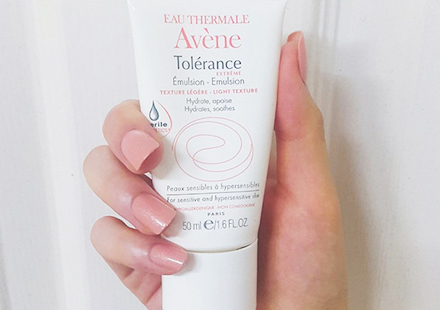 EAU THERMALE
Avène
Tolérance
EXTRÊME
Émulsion - Emulsion
TEXTURE LÉGÈRE - LIGHT TEXTURE
Hydrate, apaise
Hydrates, soothes
Peaux sensibles à hypersensibles
For sensitive and hypersensitive skin
PARIS
50 ml e/1.6 FL.OZ.